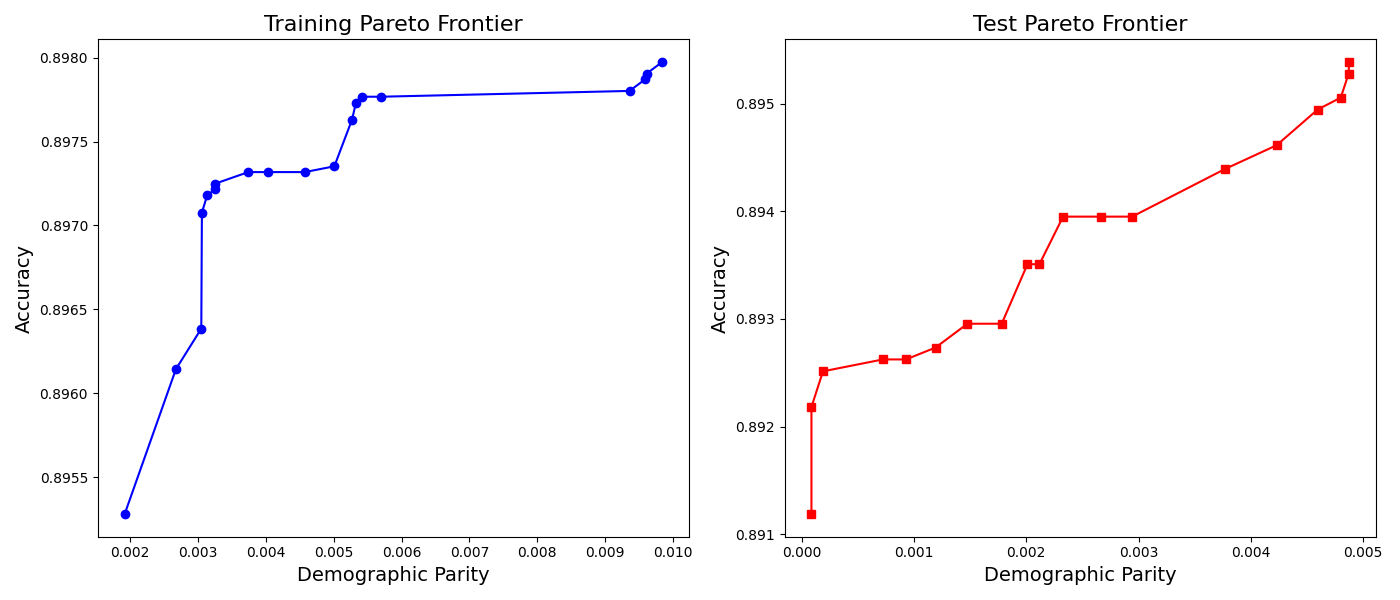 Training Pareto Frontier
Accuracy
0.8980
0.8975
0.8970
0.8965
0.8960
0.8955
0.002 0.003 0.004 0.005 0.006 0.007 0.008 0.009 0.010
Demographic Parity
Test Pareto Frontier
Accuracy
0.895
0.894
0.893
0.892
0.891
0.000 0.001 0.002 0.003 0.004 0.005
Demographic Parity